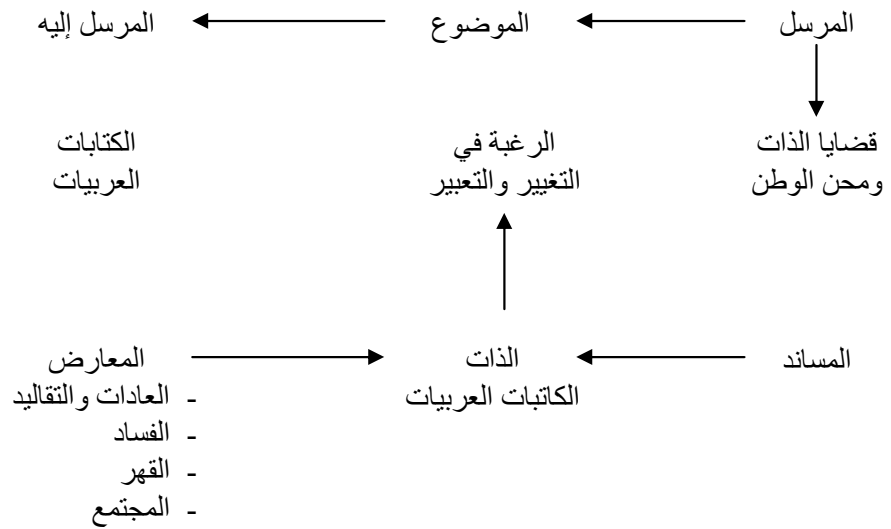 المرسل الموضوع المرسل إليه
قضايا الذات الرغبة في الكتابات
ومحن الوطن التغيير والتعبير العربيات
المساند الذات المعارض
الكاتبات العربيات - العادات والتقاليد
- الفساد
- القهر
- المجتمع